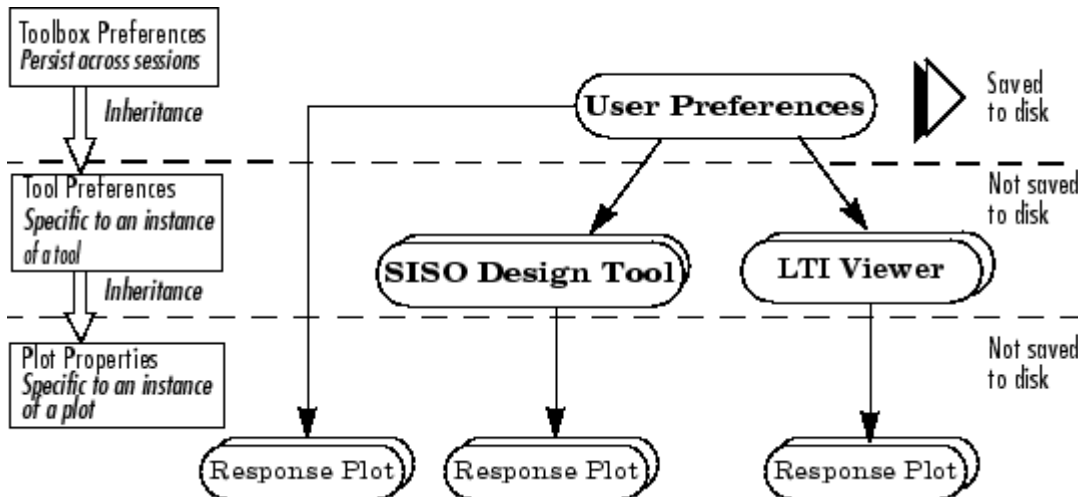 Toolbox Preferences
Persist across sessions
Inheritance
User Preferences
Saved
to disk
Tool Preferences
Specific to an instance
of a tool
Not saved
to disk
SISO Design Tool
LTI Viewer
Inheritance
Plot Properties
Specific to an instance
of a plot
Not saved
to disk
Response Plot
Response Plot
Response Plot